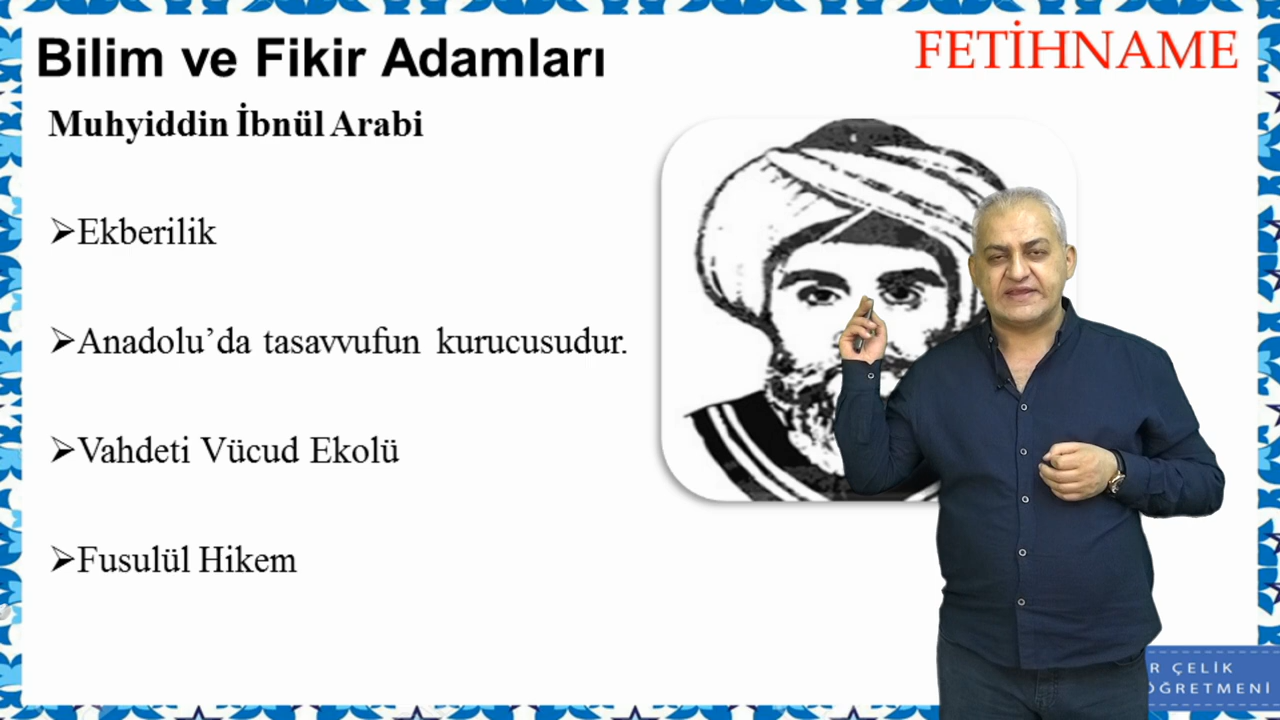 Bilim ve Fikir Adamları
FETİHNAME
Muhyiddin İbnül Arabi
➢Ekberilik
➢Anadolu’da tasavvufun kurucusudur.
➢Vahdeti Vücud Ekolü
➢Fusulül Hikem
R ÇELİK
ÖĞRETMENİ